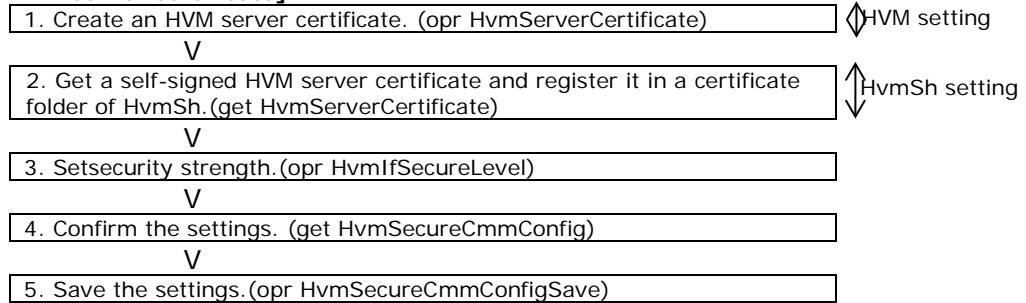 1. Create an HVM server certificate. (opr HvmServerCertificate)
HVM setting
V
2. Get a self-signed HVM server certificate and register it in a certificate
folder of HvmSh.(get HvmServerCertificate)
HvmSh setting
V
3. Setsecurity strength.(opr HvmIfSecureLevel)
V
4. Confirm the settings. (get HvmSecureCmmConfig)
V
5. Save the settings.(opr HvmSecureCmmConfigSave)